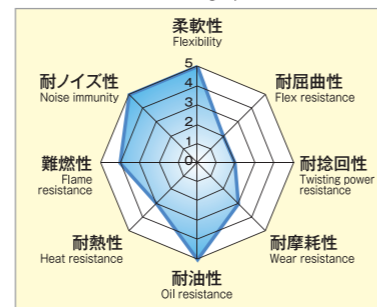 柔軟性
Flexibility
耐屈曲性
Flex resistance
耐捻回性
Twisting power
resistance
耐摩耗性
Wear resistance
耐油性
Oil resistance
耐熱性
Heat resistance
難燃性
Flame
resistance
耐ノイズ性
Noise immunity
5
4
3
2
1
0